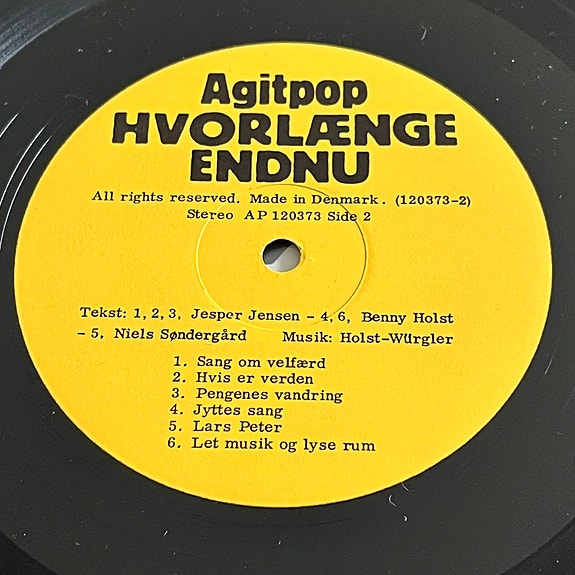 Agitpop
HVORLÆNGE
ENDNU
All rights reserved. Made in Denmark. (120373-2)
Stereo AP 120373 Side 2
Tekst: 1, 2, 3, Jesper Jensen - 4, 6, Benny Holst
- 5, Niels Søndergård Musik: Holst-Würgler
1. Sang om velfærd
2. Hvis er verden
3. Pengenes vandring
4. Jyttes sang
5. Lars Peter
6. Let musik og lyse rum